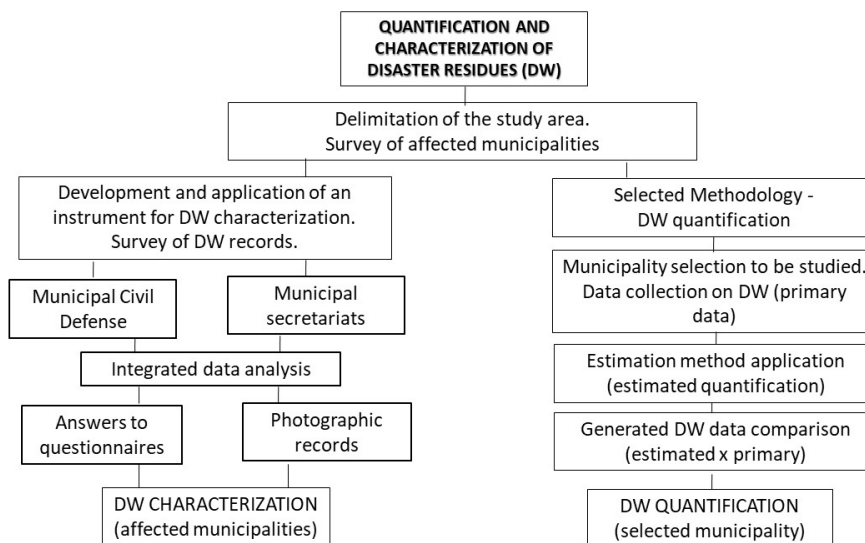 QUANTIFICATION AND
CHARACTERIZATION OF
DISASTER RESIDUES (DW)
Delimitation of the study area.
Survey of affected municipalities
Development and application of an
instrument for DW characterization.
Survey of DW records.
Municipal Civil
Defense
Municipal
secretariats
Integrated data analysis
Answers to
questionnaires
Photographic
records
DW CHARACTERIZATION
(affected municipalities)
Selected Methodology -
DW quantification
Municipality selection to be studied.
Data collection on DW (primary
data)
Estimation method application
(estimated quantification)
Generated DW data comparison
(estimated x primary)
DW QUANTIFICATION
(selected municipality)